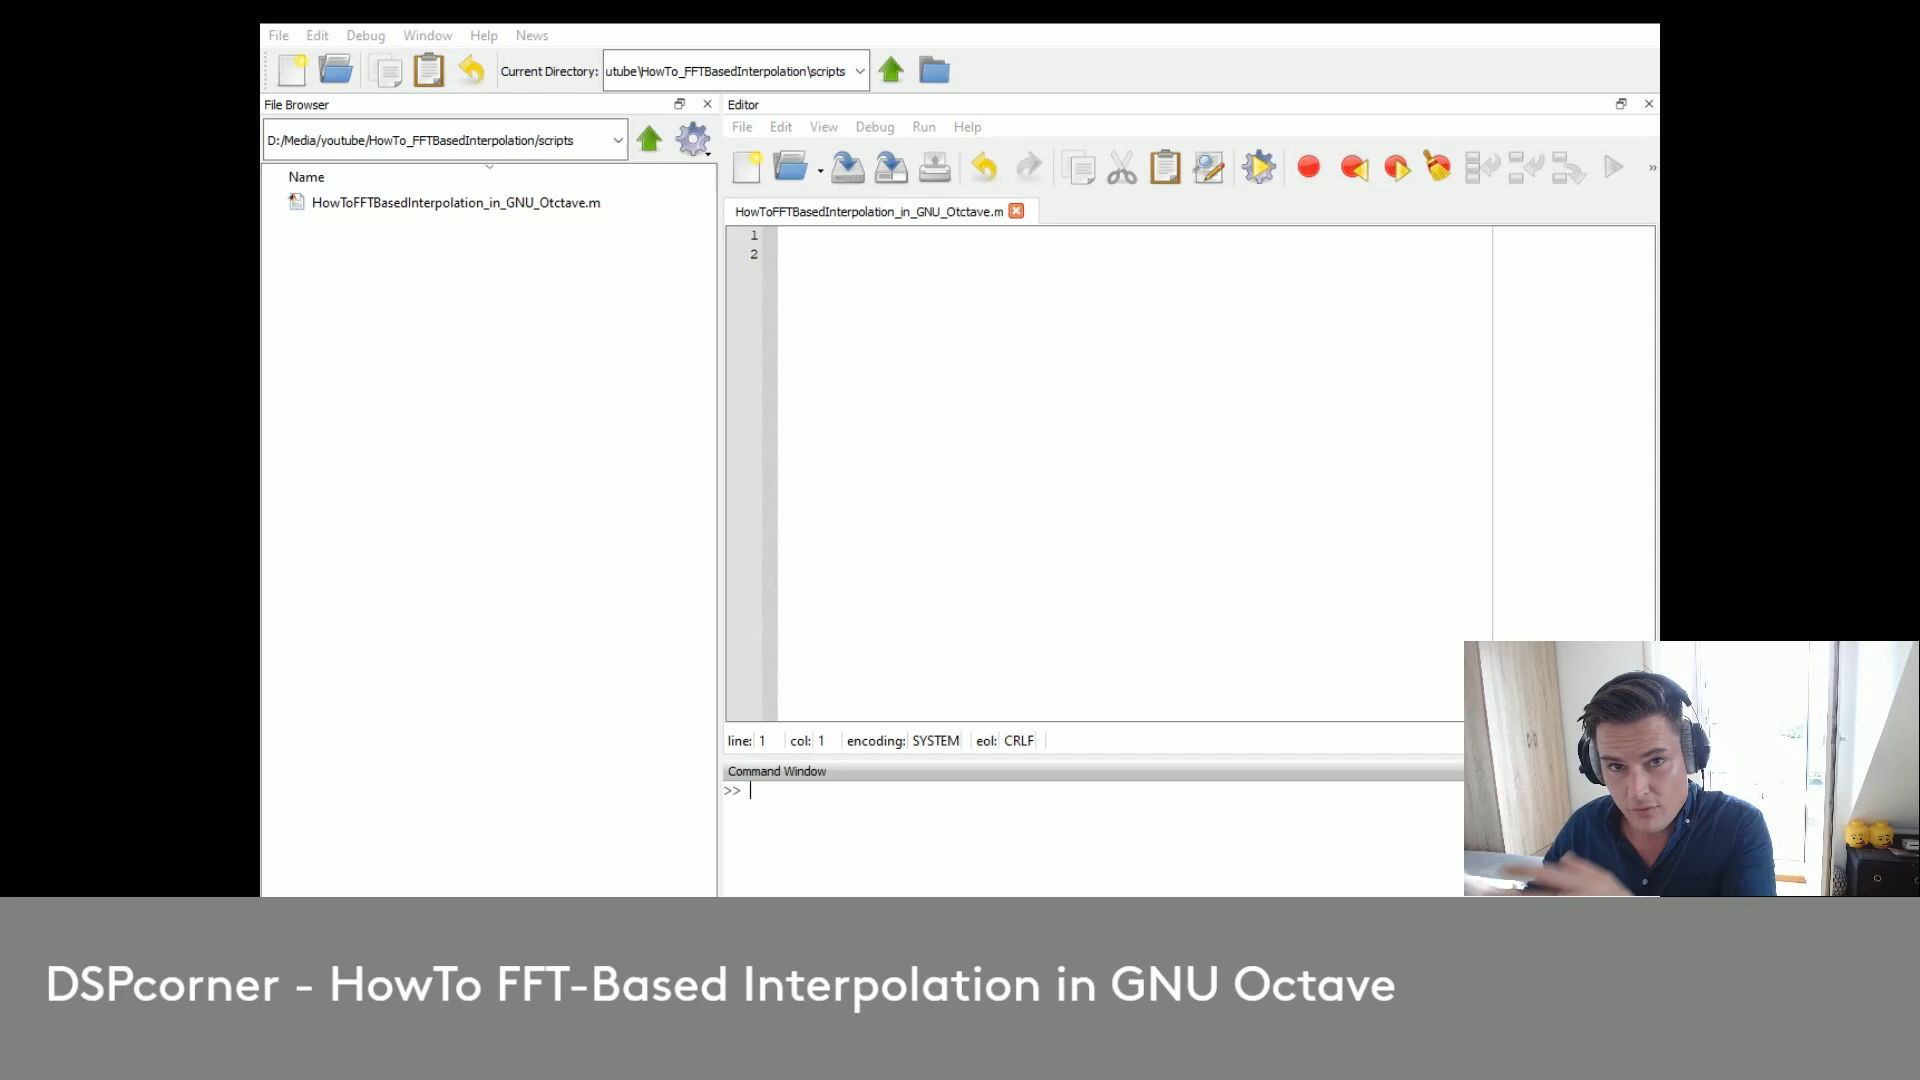 File Edit Debug Window Help News
Current Directory: utube\HowTo_FFTBasedInterpolation\scripts
File Browser
D:/Media/youtube/HowTo_FFTBasedInterpolation/scripts
Name
HowToFFTBasedInterpolation_in_GNU_Otctave.m
Editor
File Edit View Debug Run Help
»
HowToFFTBasedInterpolation_in_GNU_Otctave.m
1
2
line: 1 col: 1 encoding: SYSTEM eol: CRLF
Command Window
>>
DSPcorner - HowTo FFT-Based Interpolation in GNU Octave